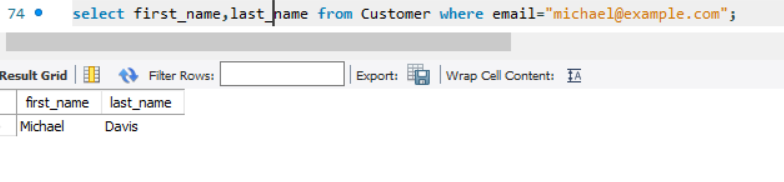 74 select first_name,last_name from Customer where email="michael@example.com";
Result Grid Filter Rows: Export: Wrap Cell Content:
first_name last_name
Michael Davis